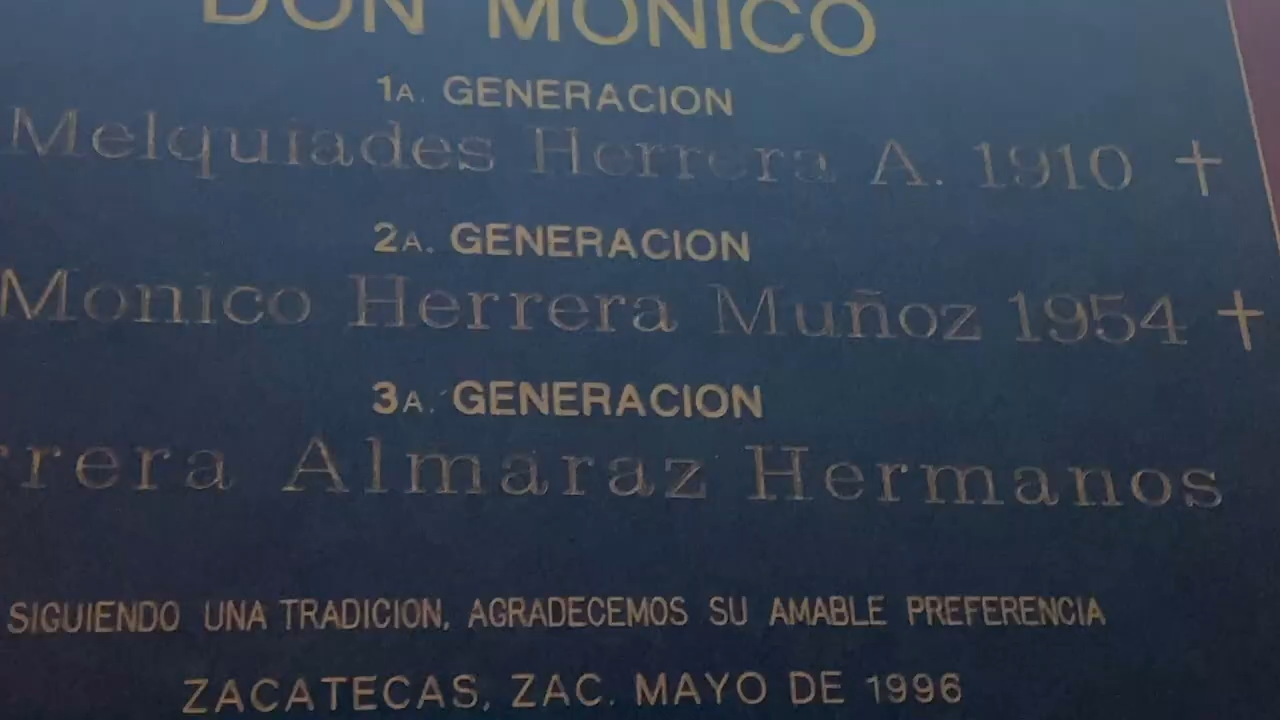 DON MONICO
1A. GENERACION
Melquiades Herrera A. 1910 †
2A. GENERACION
Monico Herrera Muñoz 1954 †
3A. GENERACION
rrera Almaraz Hermanos
SIGUIENDO UNA TRADICION, AGRADECEMOS SU AMABLE PREFERENCIA
ZACATECAS, ZAC. MAYO DE 1996